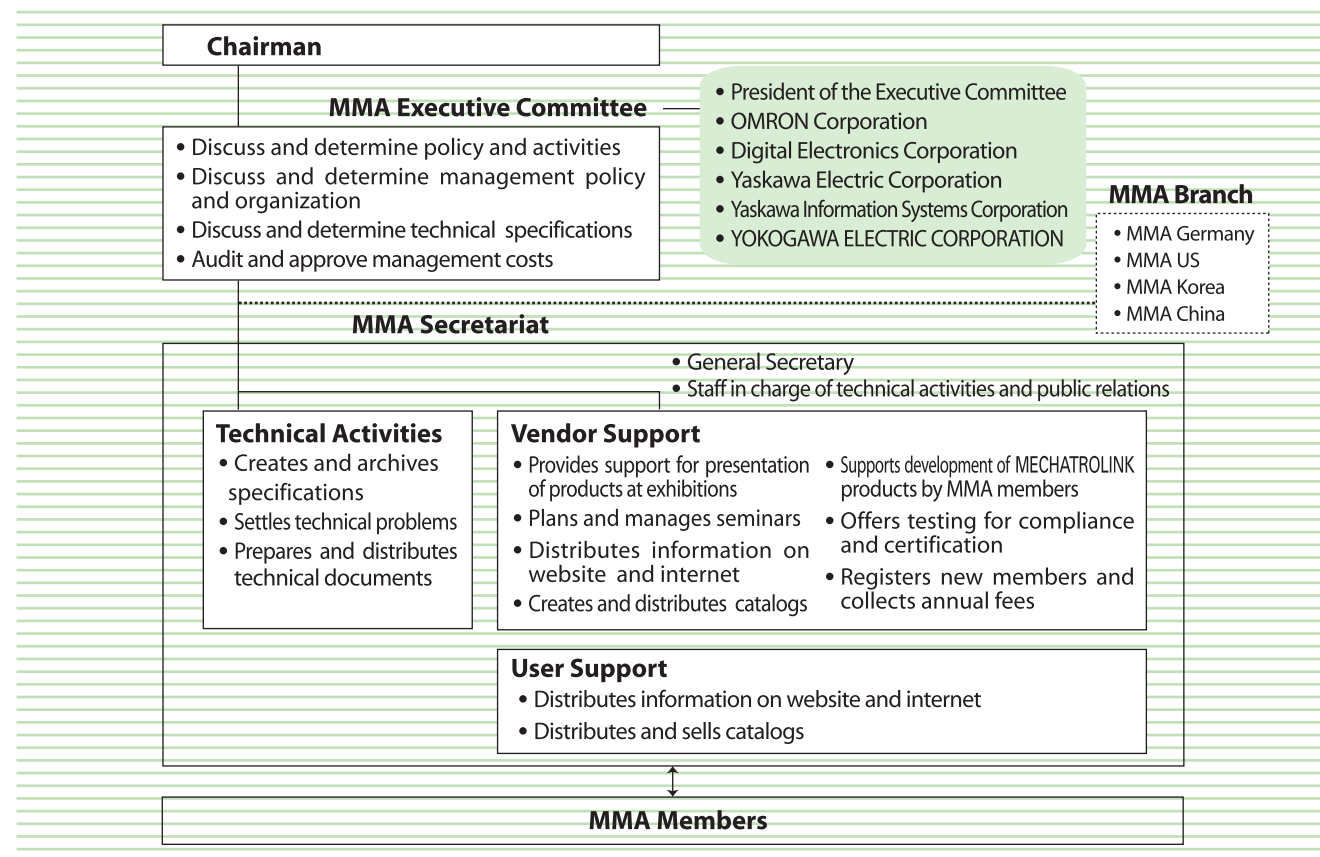 Chairman
MMA Executive Committee
• Discuss and determine policy and activities
• Discuss and determine management policy
and organization
• Discuss and determine technical specifications
• Audit and approve management costs
• President of the Executive Committee
• OMRON Corporation
• Digital Electronics Corporation
• Yaskawa Electric Corporation
• Yaskawa Information Systems Corporation
• YOKOGAWA ELECTRIC CORPORATION
MMA Branch
• MMA Germany
• MMA US
• MMA Korea
• MMA China
MMA Secretariat
• General Secretary
• Staff in charge of technical activities and public relations
Technical Activities
• Creates and archives
specifications
• Settles technical problems
• Prepares and distributes
technical documents
Vendor Support
• Provides support for presentation
of products at exhibitions
• Plans and manages seminars
• Distributes information on
website and internet
• Creates and distributes catalogs
• Supports development of MECHATROLINK
products by MMA members
• Offers testing for compliance
and certification
• Registers new members and
collects annual fees
User Support
• Distributes information on website and internet
• Distributes and sells catalogs
MMA Members